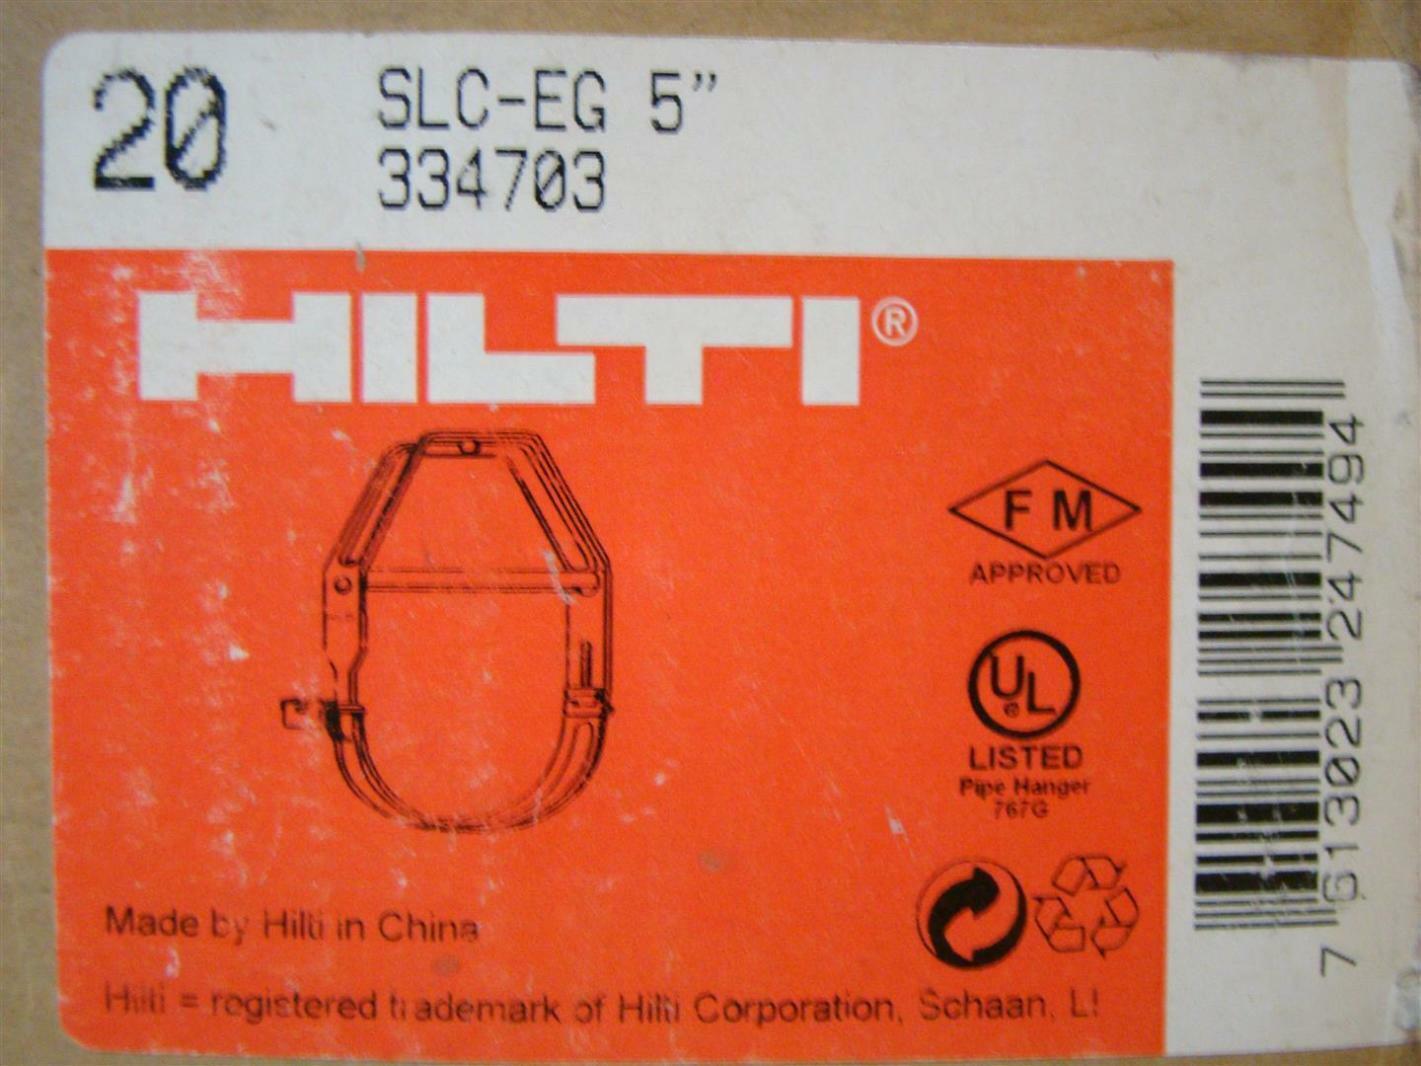 20
SLC-EG 5”
334703
HILTI®
FM
APPROVED
UL
LISTED
Pipe Hanger
767G
Made by Hilti in China
Hilti = registered trademark of Hilti Corporation, Schaan, LI
7 613023 247494